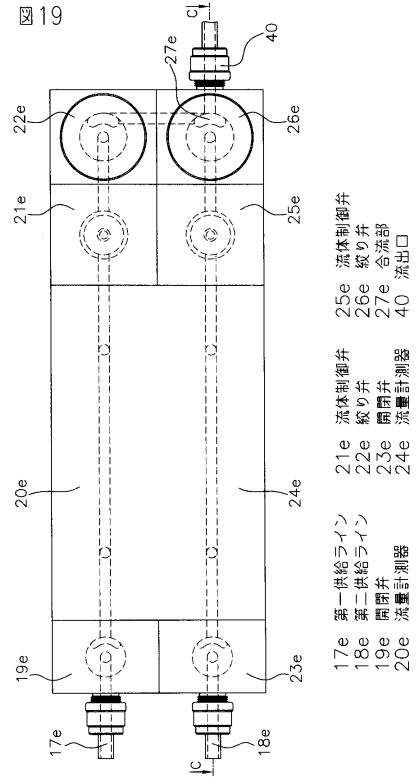 図19
22e
27e
C
40
21e
26e
20e
25e
19e
24e
17e
18e
23e
C
17e 第一供給ライン
18e 第二供給ライン
19e 開閉弁
20e 流量計測器
21e 流体制御弁
22e 絞り弁
23e 開閉弁
24e 流量計測器
25e 流体制御弁
26e 絞り弁
27e 合流部
40 流出口